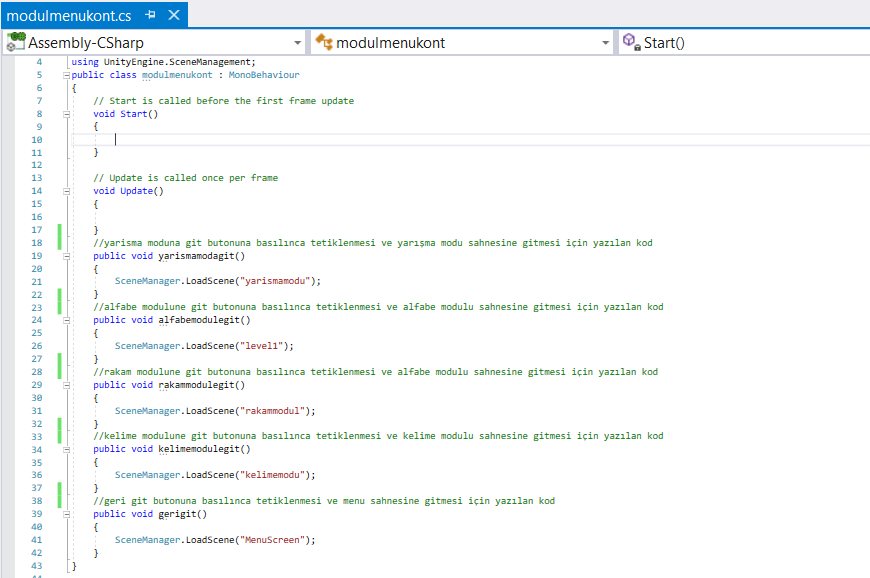 modulmenukont.cs
Assembly-CSharp modulmenukont Start()
4 using UnityEngine.SceneManagement;
5 public class modulmenukont : MonoBehaviour
6 {
7 // Start is called before the first frame update
8 void Start()
9 {
10
11 }
12
13 // Update is called once per frame
14 void Update()
15 {
16
17 }
18 //yarisma moduna git butonuna basılınca tetiklenmesi ve yarışma modu sahnesine gitmesi için yazılan kod
19 public void yarismamodagit()
20 {
21 SceneManager.LoadScene("yarismamodu");
22 }
23 //alfabe modulune git butonuna basılınca tetiklenmesi ve alfabe modulu sahnesine gitmesi için yazılan kod
24 public void alfabemodulegit()
25 {
26 SceneManager.LoadScene("level1");
27 }
28 //rakam modulune git butonuna basılınca tetiklenmesi ve alfabe modulu sahnesine gitmesi için yazılan kod
29 public void rakammodulegit()
30 {
31 SceneManager.LoadScene("rakammodul");
32 }
33 //kelime modulune git butonuna basılınca tetiklenmesi ve kelime modulu sahnesine gitmesi için yazılan kod
34 public void kelimemodulegit()
35 {
36 SceneManager.LoadScene("kelimemodu");
37 }
38 //geri git butonuna basılınca tetiklenmesi ve menu sahnesine gitmesi için yazılan kod
39 public void gerigit()
40 {
41 SceneManager.LoadScene("MenuScreen");
42 }
43 }